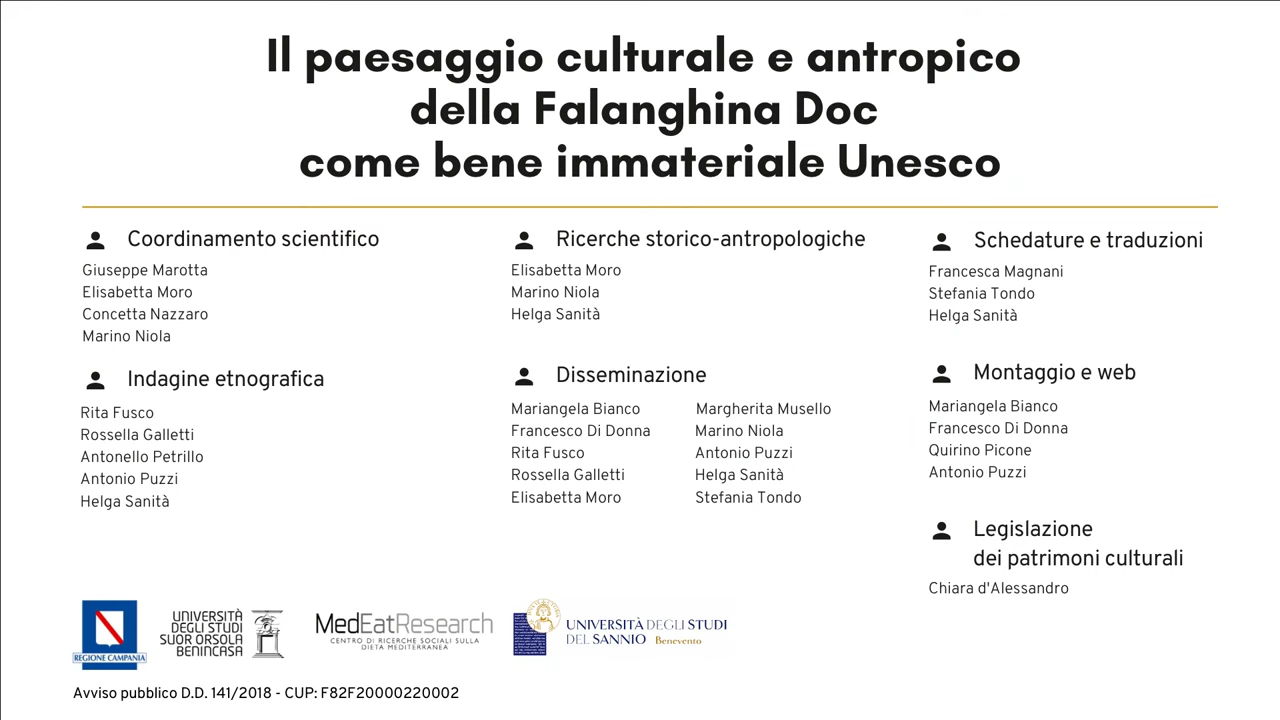 Il paesaggio culturale e antropico
della Falanghina Doc
come bene immateriale Unesco
Coordinamento scientifico
Giuseppe Marotta
Elisabetta Moro
Concetta Nazzaro
Marino Niola
Indagine etnografica
Rita Fusco
Rossella Galletti
Antonello Petrillo
Antonio Puzzi
Helga Sanità
Ricerche storico-antropologiche
Elisabetta Moro
Marino Niola
Helga Sanità
Disseminazione
Mariangela Bianco
Francesco Di Donna
Rita Fusco
Rossella Galletti
Elisabetta Moro
Margherita Musello
Marino Niola
Antonio Puzzi
Helga Sanità
Stefania Tondo
Schedature e traduzioni
Francesca Magnani
Stefania Tondo
Helga Sanità
Montaggio e web
Mariangela Bianco
Francesco Di Donna
Quirino Picone
Antonio Puzzi
Legislazione
dei patrimoni culturali
Chiara d'Alessandro
REGIONE CAMPANIA
UNIVERSITÀ
DEGLI STUDI
SUOR ORSOLA
BENINCASA
MedEatResearch
CENTRO DI RICERCHE SOCIALI SULLA
DIETA MEDITERRANEA
UNIVERSITÀ DEGLI STUDI
DEL SANNIO Benevento
Avviso pubblico D.D. 141/2018 - CUP: F82F20000220002